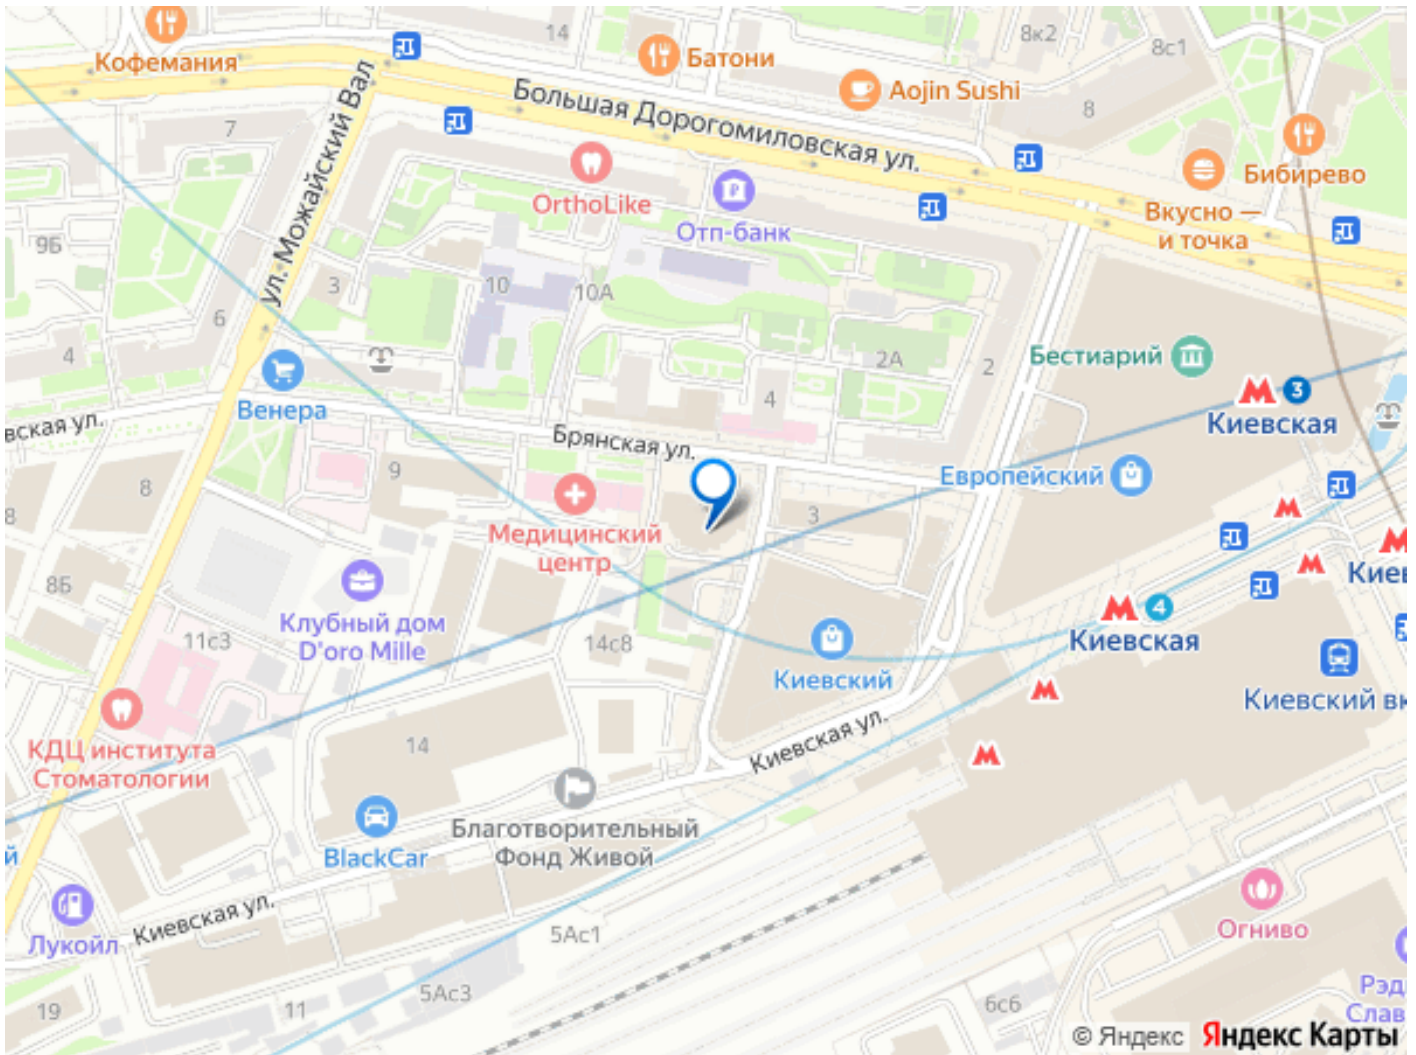 14
8к2
8с1
Кофемания
Батони
Aojin Sushi
Большая Дорогомиловская ул.
8
7
ул. Можайский Вал
OrthoLike
Отп-банк
Бибирево
Вкусно —
и точка
9Б
3
10
10А
6
4
2А
2
Бестиарий
3
Киевская
Венера
4
вская ул.
Брянская ул.
Европейский
8
9
3
8
Медицинский
центр
Киев
8Б
4
Киевская
Клубный дом
D'oro Mille
11с3
14с8
Киевский
Киевский вк
КДЦ института
Стоматологии
14
Киевская ул.
Благотворительный
Фонд Живой
BlackCar
й
Лукойл
Киевская ул.
5Ас1
Огниво
5Ас3
6с6
Рэд
Слав
19
11
© Яндекс Яндекс Карты